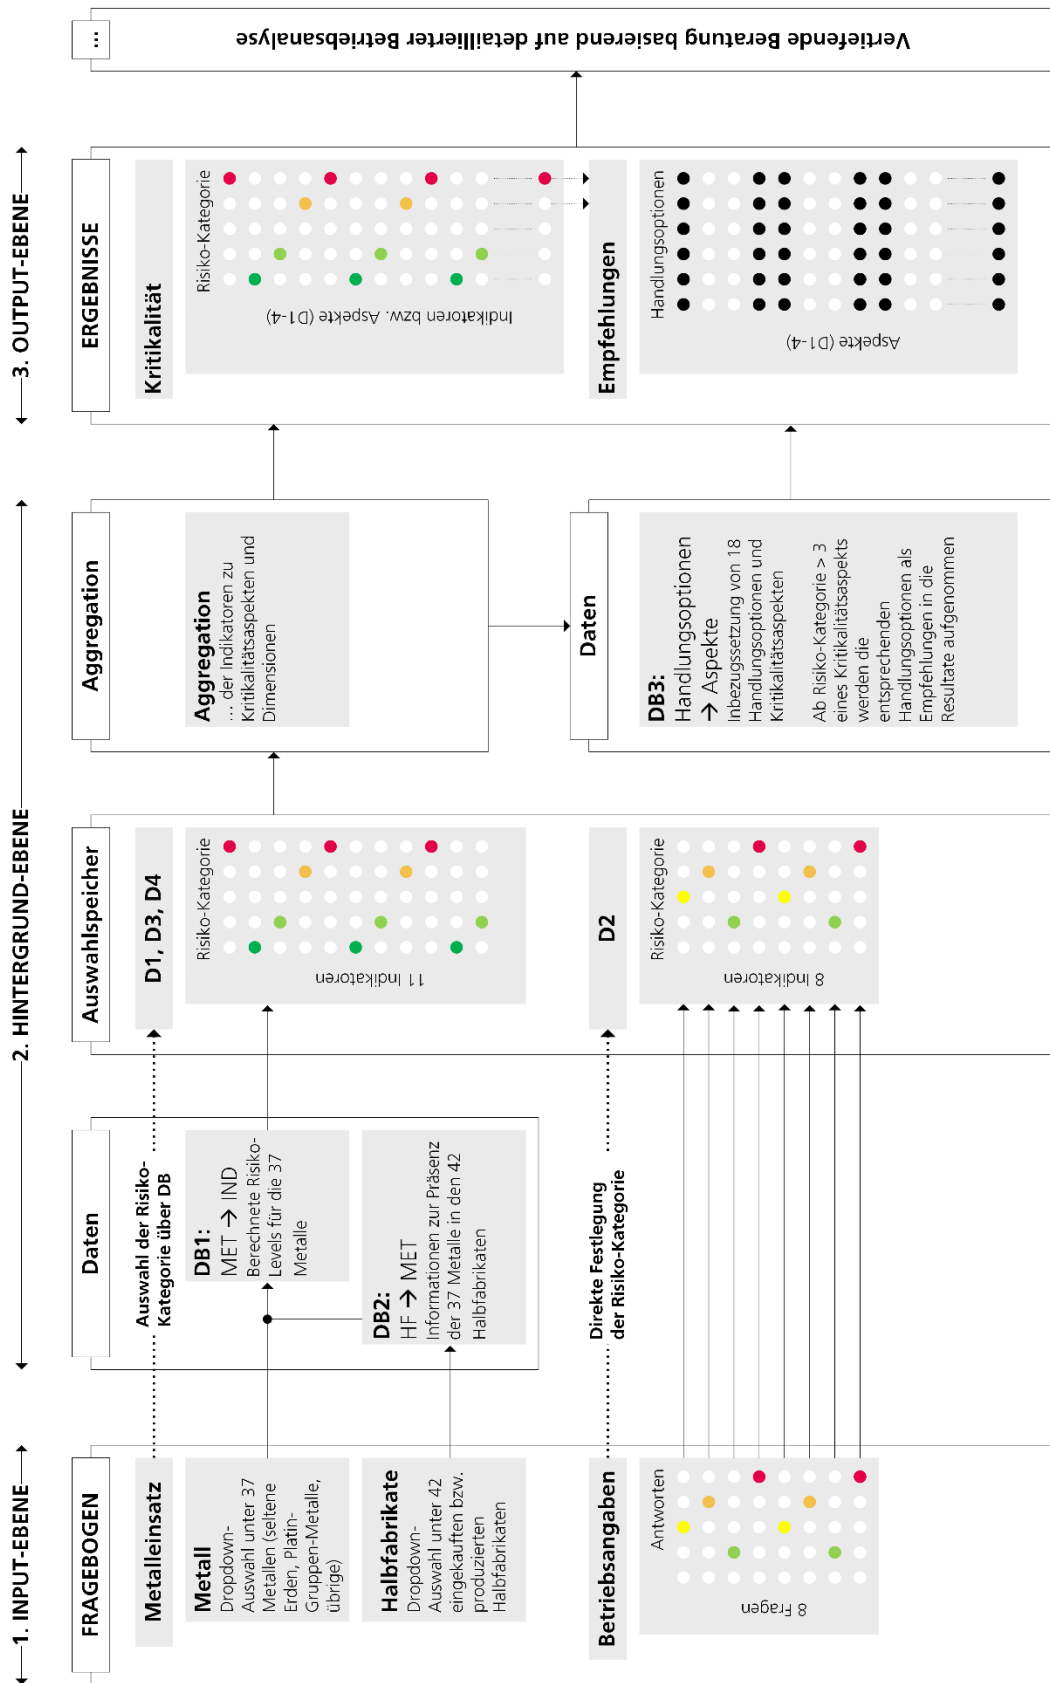 1. INPUT-EBENE
2. HINTERGRUND-EBENE
3. OUTPUT-EBENE
FRAGEBOGEN
Metalleinsatz
Metall
Dropdown-
Auswahl unter 37
Metallen (seltene
Erden, Platin-
Gruppen-Metalle,
übrige)
Halbfabrikate
Dropdown-
Auswahl unter 42
eingekauften bzw.
produzierten
Halbfabrikaten
Betriebsangaben
Antworten
8 Fragen
Daten
Auswahl der Risiko-
Kategorie über DB
DB1:
MET → IND
Berechnete Risiko-
Levels für die 37
Metalle
DB2:
HF → MET
Informationen zur Präsenz
der 37 Metalle in den 42
Halbfabrikaten
Direkte Festlegung
der Risiko-Kategorie
Auswahlspeicher
D1, D3, D4
Risiko-Kategorie
11 Indikatoren
D2
Risiko-Kategorie
8 Indikatoren
Aggregation
Aggregation
... der Indikatoren zu
Kritikalitätsaspekten und
Dimensionen
Daten
DB3:
Handlungsoptionen
→ Aspekte
Inbezugssetzung von 18
Handlungsoptionen und
Kritikalitätsaspekten
Ab Risiko-Kategorie > 3
eines Kritikalitätsaspekts
werden die
entsprechenden
Handlungsoptionen als
Empfehlungen in die
Resultate aufgenommen
ERGEBNISSE
Kritikalität
Risiko-Kategorie
Indikatoren bzw. Aspekte (D1-4)
Empfehlungen
Handlungsoptionen
Aspekte (D1-4)
...
Vertiefende Beratung basierend auf detaillierter Betriebsanalyse